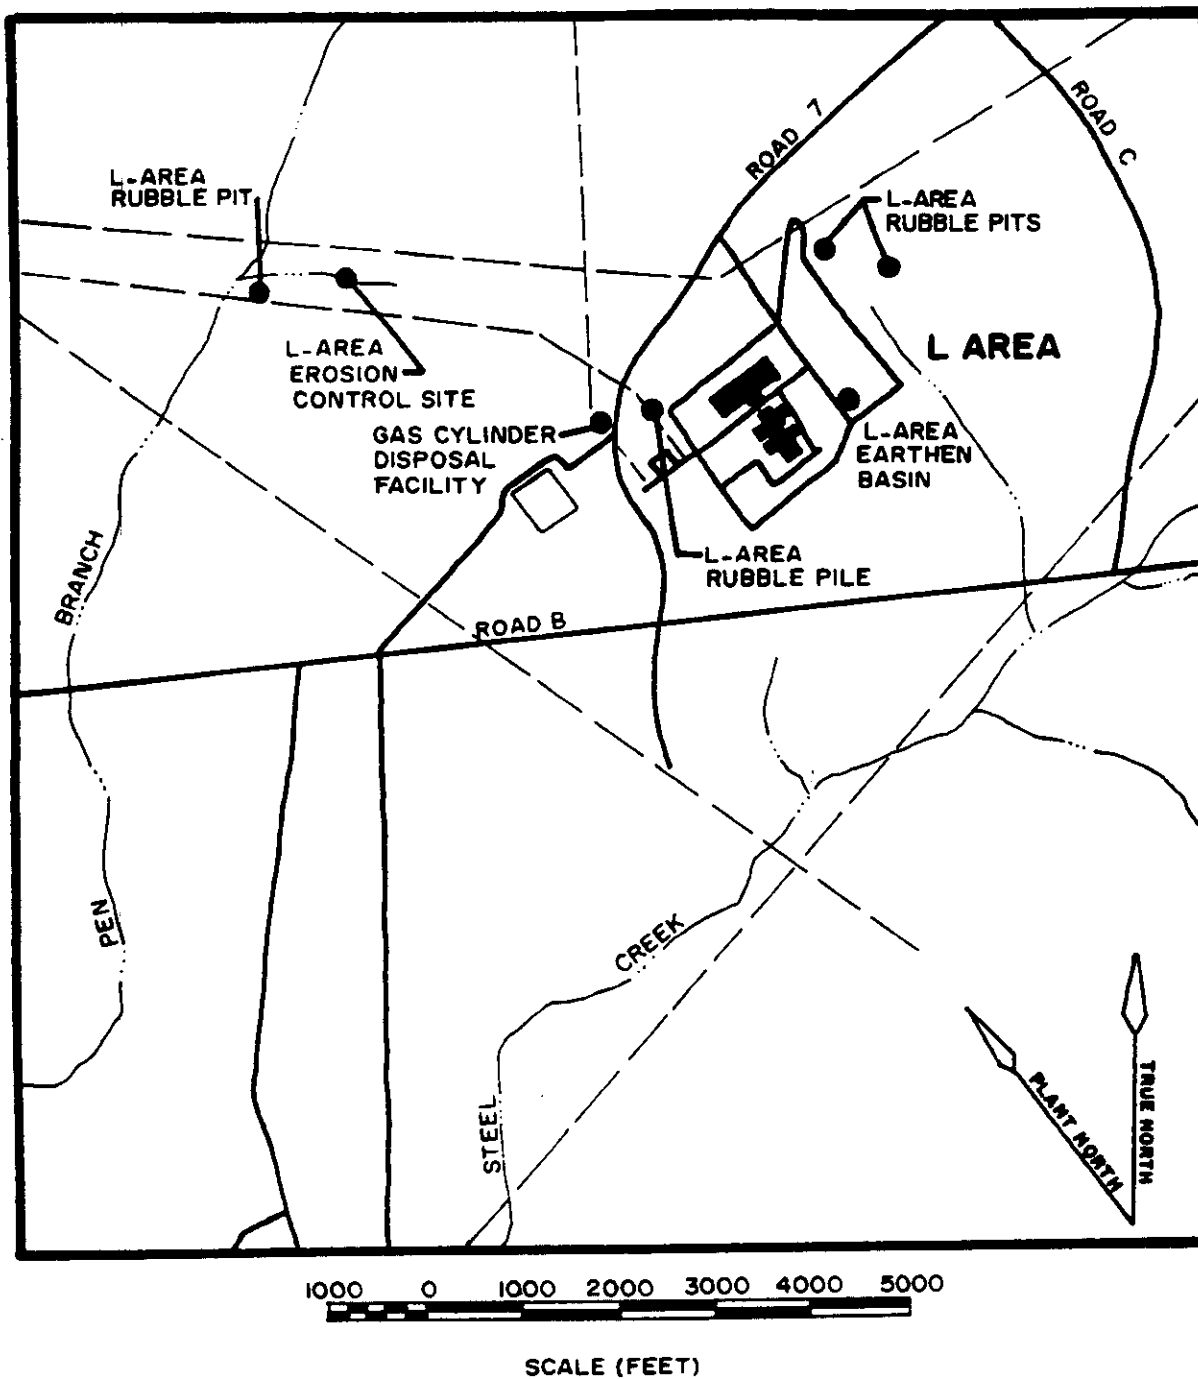 ROAD 7
ROAD C
L-AREA
RUBBLE PIT
L-AREA
RUBBLE PITS
L AREA
L-AREA
EROSION
CONTROL SITE
GAS CYLINDER
DISPOSAL
FACILITY
L-AREA
EARTHEN
BASIN
L-AREA
RUBBLE PILE
ROAD B
PEN BRANCH
STEEL CREEK
PLANT NORTH
TRUE NORTH
1000 0 1000 2000 3000 4000 5000
SCALE (FEET)